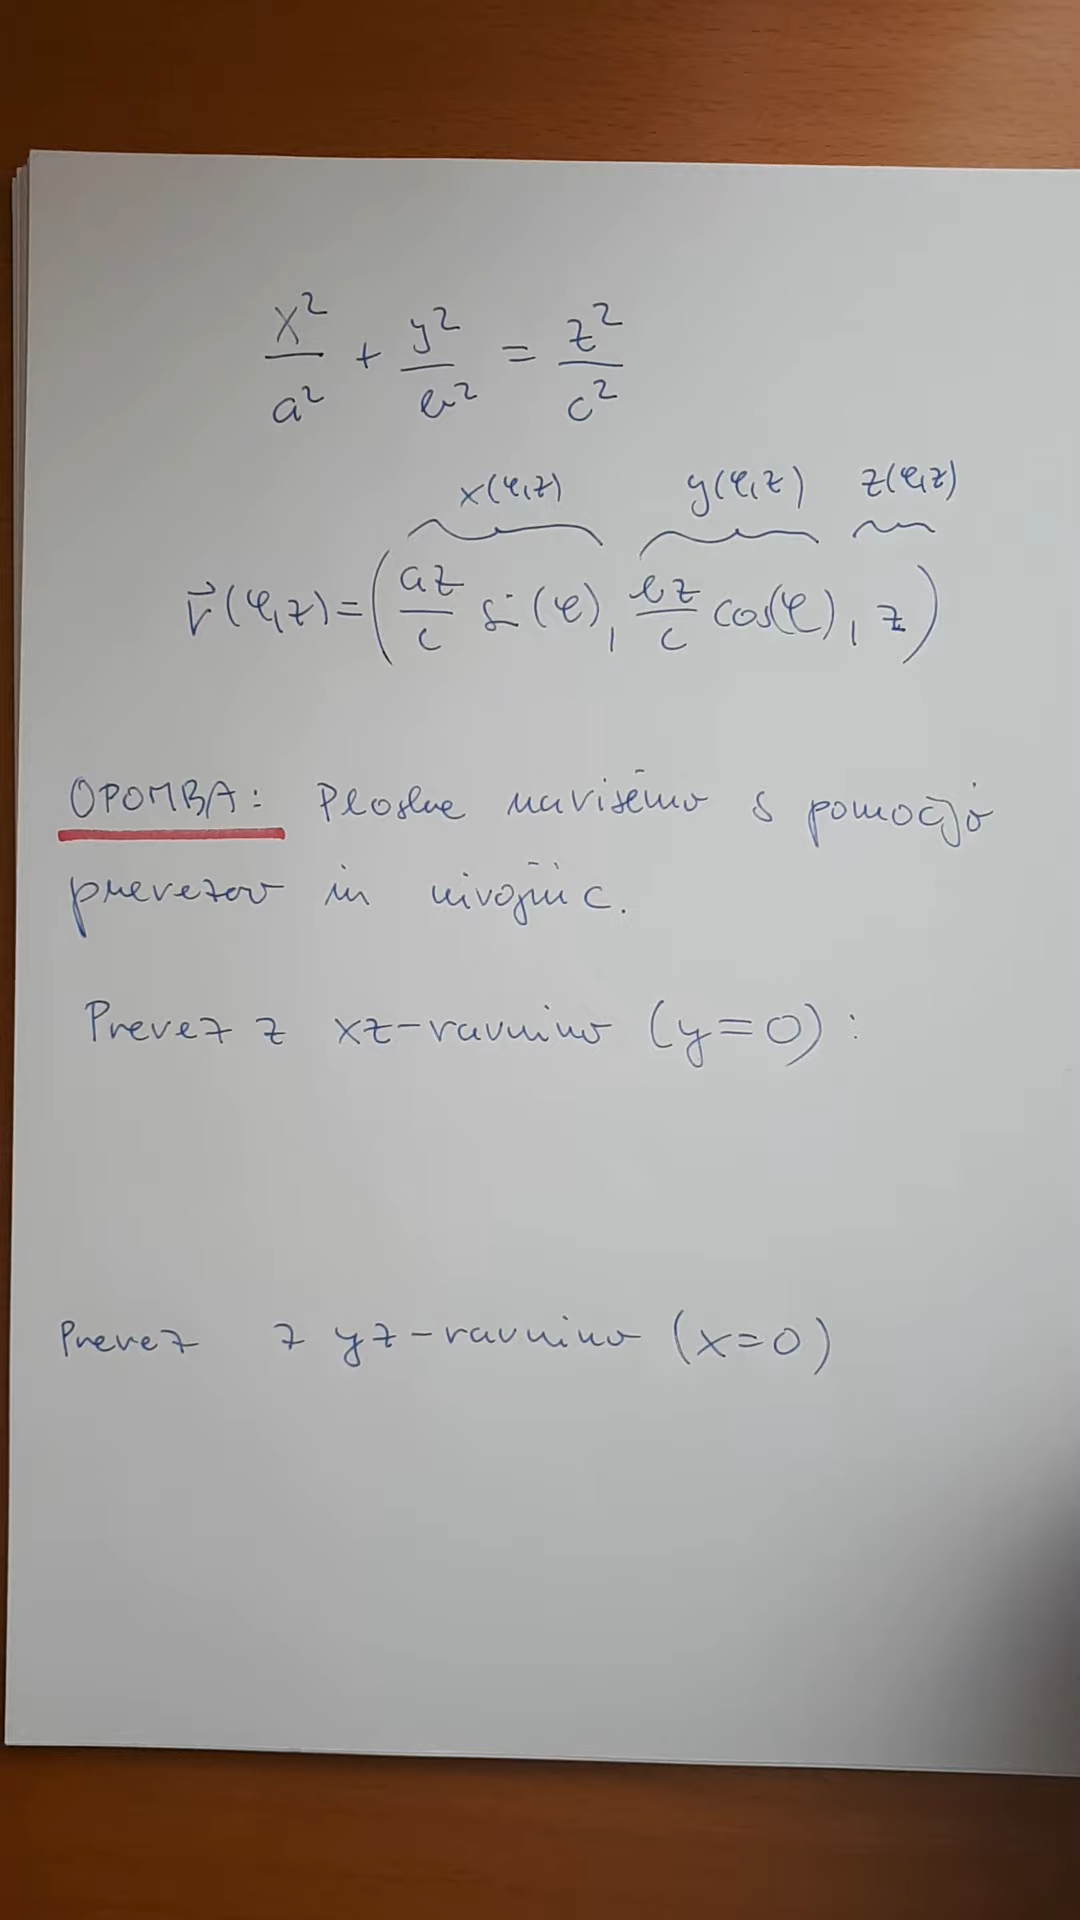 x²/a² + y²/b² = z²/c²
x(φ,z) y(φ,z) z(φ,z)
r⃗(φ,z) = (az/c sin(φ), bz/c cos(φ), z)
OPOMBA: Ploskve narišemo s pomočjo
prerezov in nivojnic.
Prerez z xz-ravnino (y=0):
Prerez z yz-ravnino (x=0)